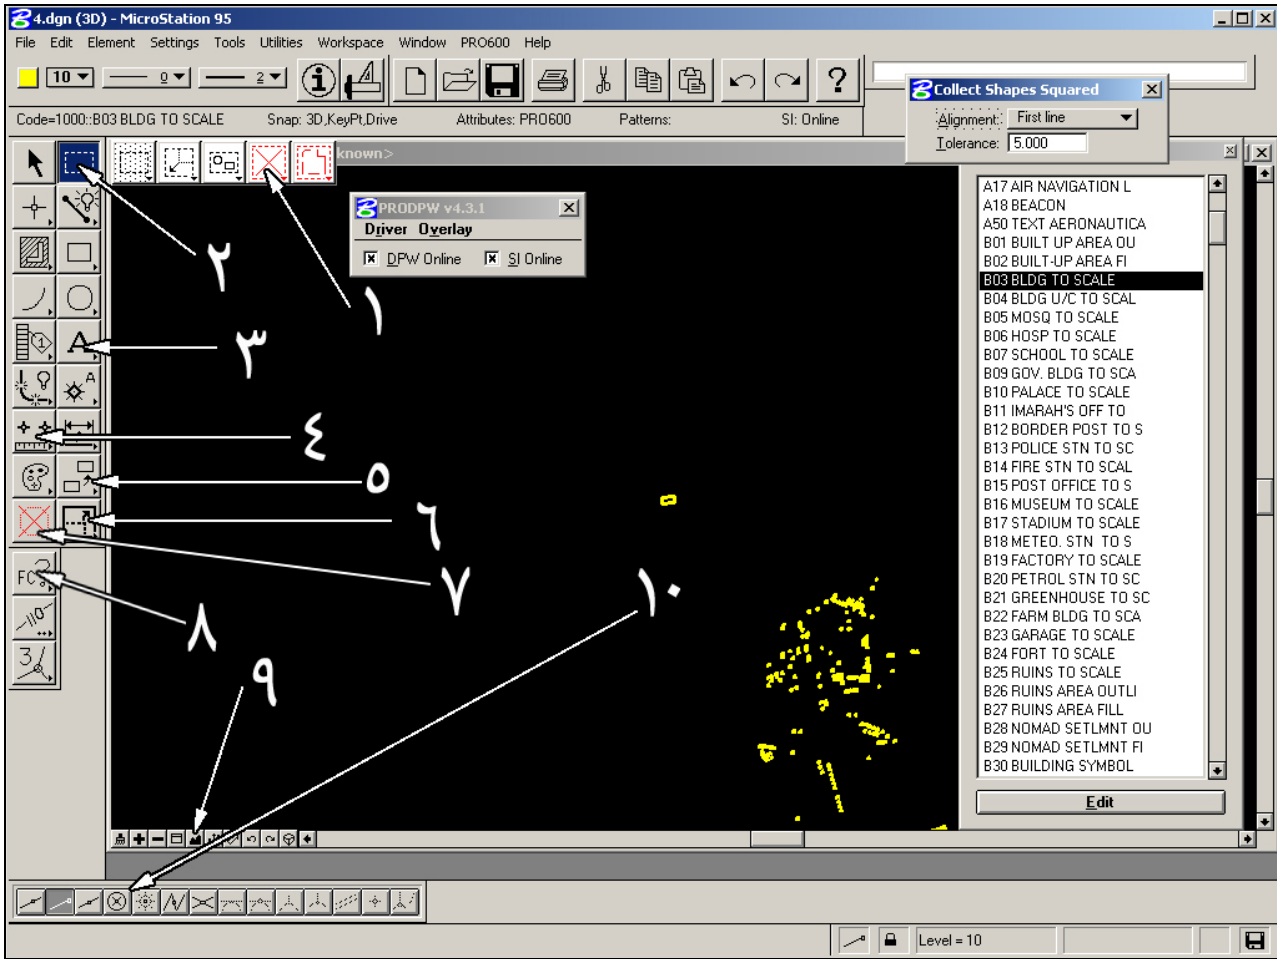 4.dgn (3D) - MicroStation 95
File Edit Element Settings Tools Utilities Workspace Window PRO600 Help
10 0 2
Collect Shapes Squared
Alignment: First line
Tolerance: 5.000
Code=1000::B03 BLDG TO SCALE Snap: 3D,KeyPt,Drive Attributes: PRO600 Patterns: SI: Online
known>
PRODPW v4.3.1
Driver Overlay
DPW Online SI Online
A17 AIR NAVIGATION L
A18 BEACON
A50 TEXT AERONAUTICA
B01 BUILT UP AREA OU
B02 BUILT-UP AREA FI
B03 BLDG TO SCALE
B04 BLDG U/C TO SCAL
B05 MOSQ TO SCALE
B06 HOSP TO SCALE
B07 SCHOOL TO SCALE
B09 GOV. BLDG TO SCA
B10 PALACE TO SCALE
B11 IMARAH'S OFF TO
B12 BORDER POST TO S
B13 POLICE STN TO SC
B14 FIRE STN TO SCAL
B15 POST OFFICE TO S
B16 MUSEUM TO SCALE
B17 STADIUM TO SCALE
B18 METEO. STN TO S
B19 FACTORY TO SCALE
B20 PETROL STN TO SC
B21 GREENHOUSE TO SC
B22 FARM BLDG TO SCA
B23 GARAGE TO SCALE
B24 FORT TO SCALE
B25 RUINS TO SCALE
B26 RUINS AREA OUTLI
B27 RUINS AREA FILL
B28 NOMAD SETLMNT OU
B29 NOMAD SETLMNT FI
B30 BUILDING SYMBOL
Edit
١
٢
٣
٤
٥
٦
٧
٨
٩
١٠
FC
3
Level = 10